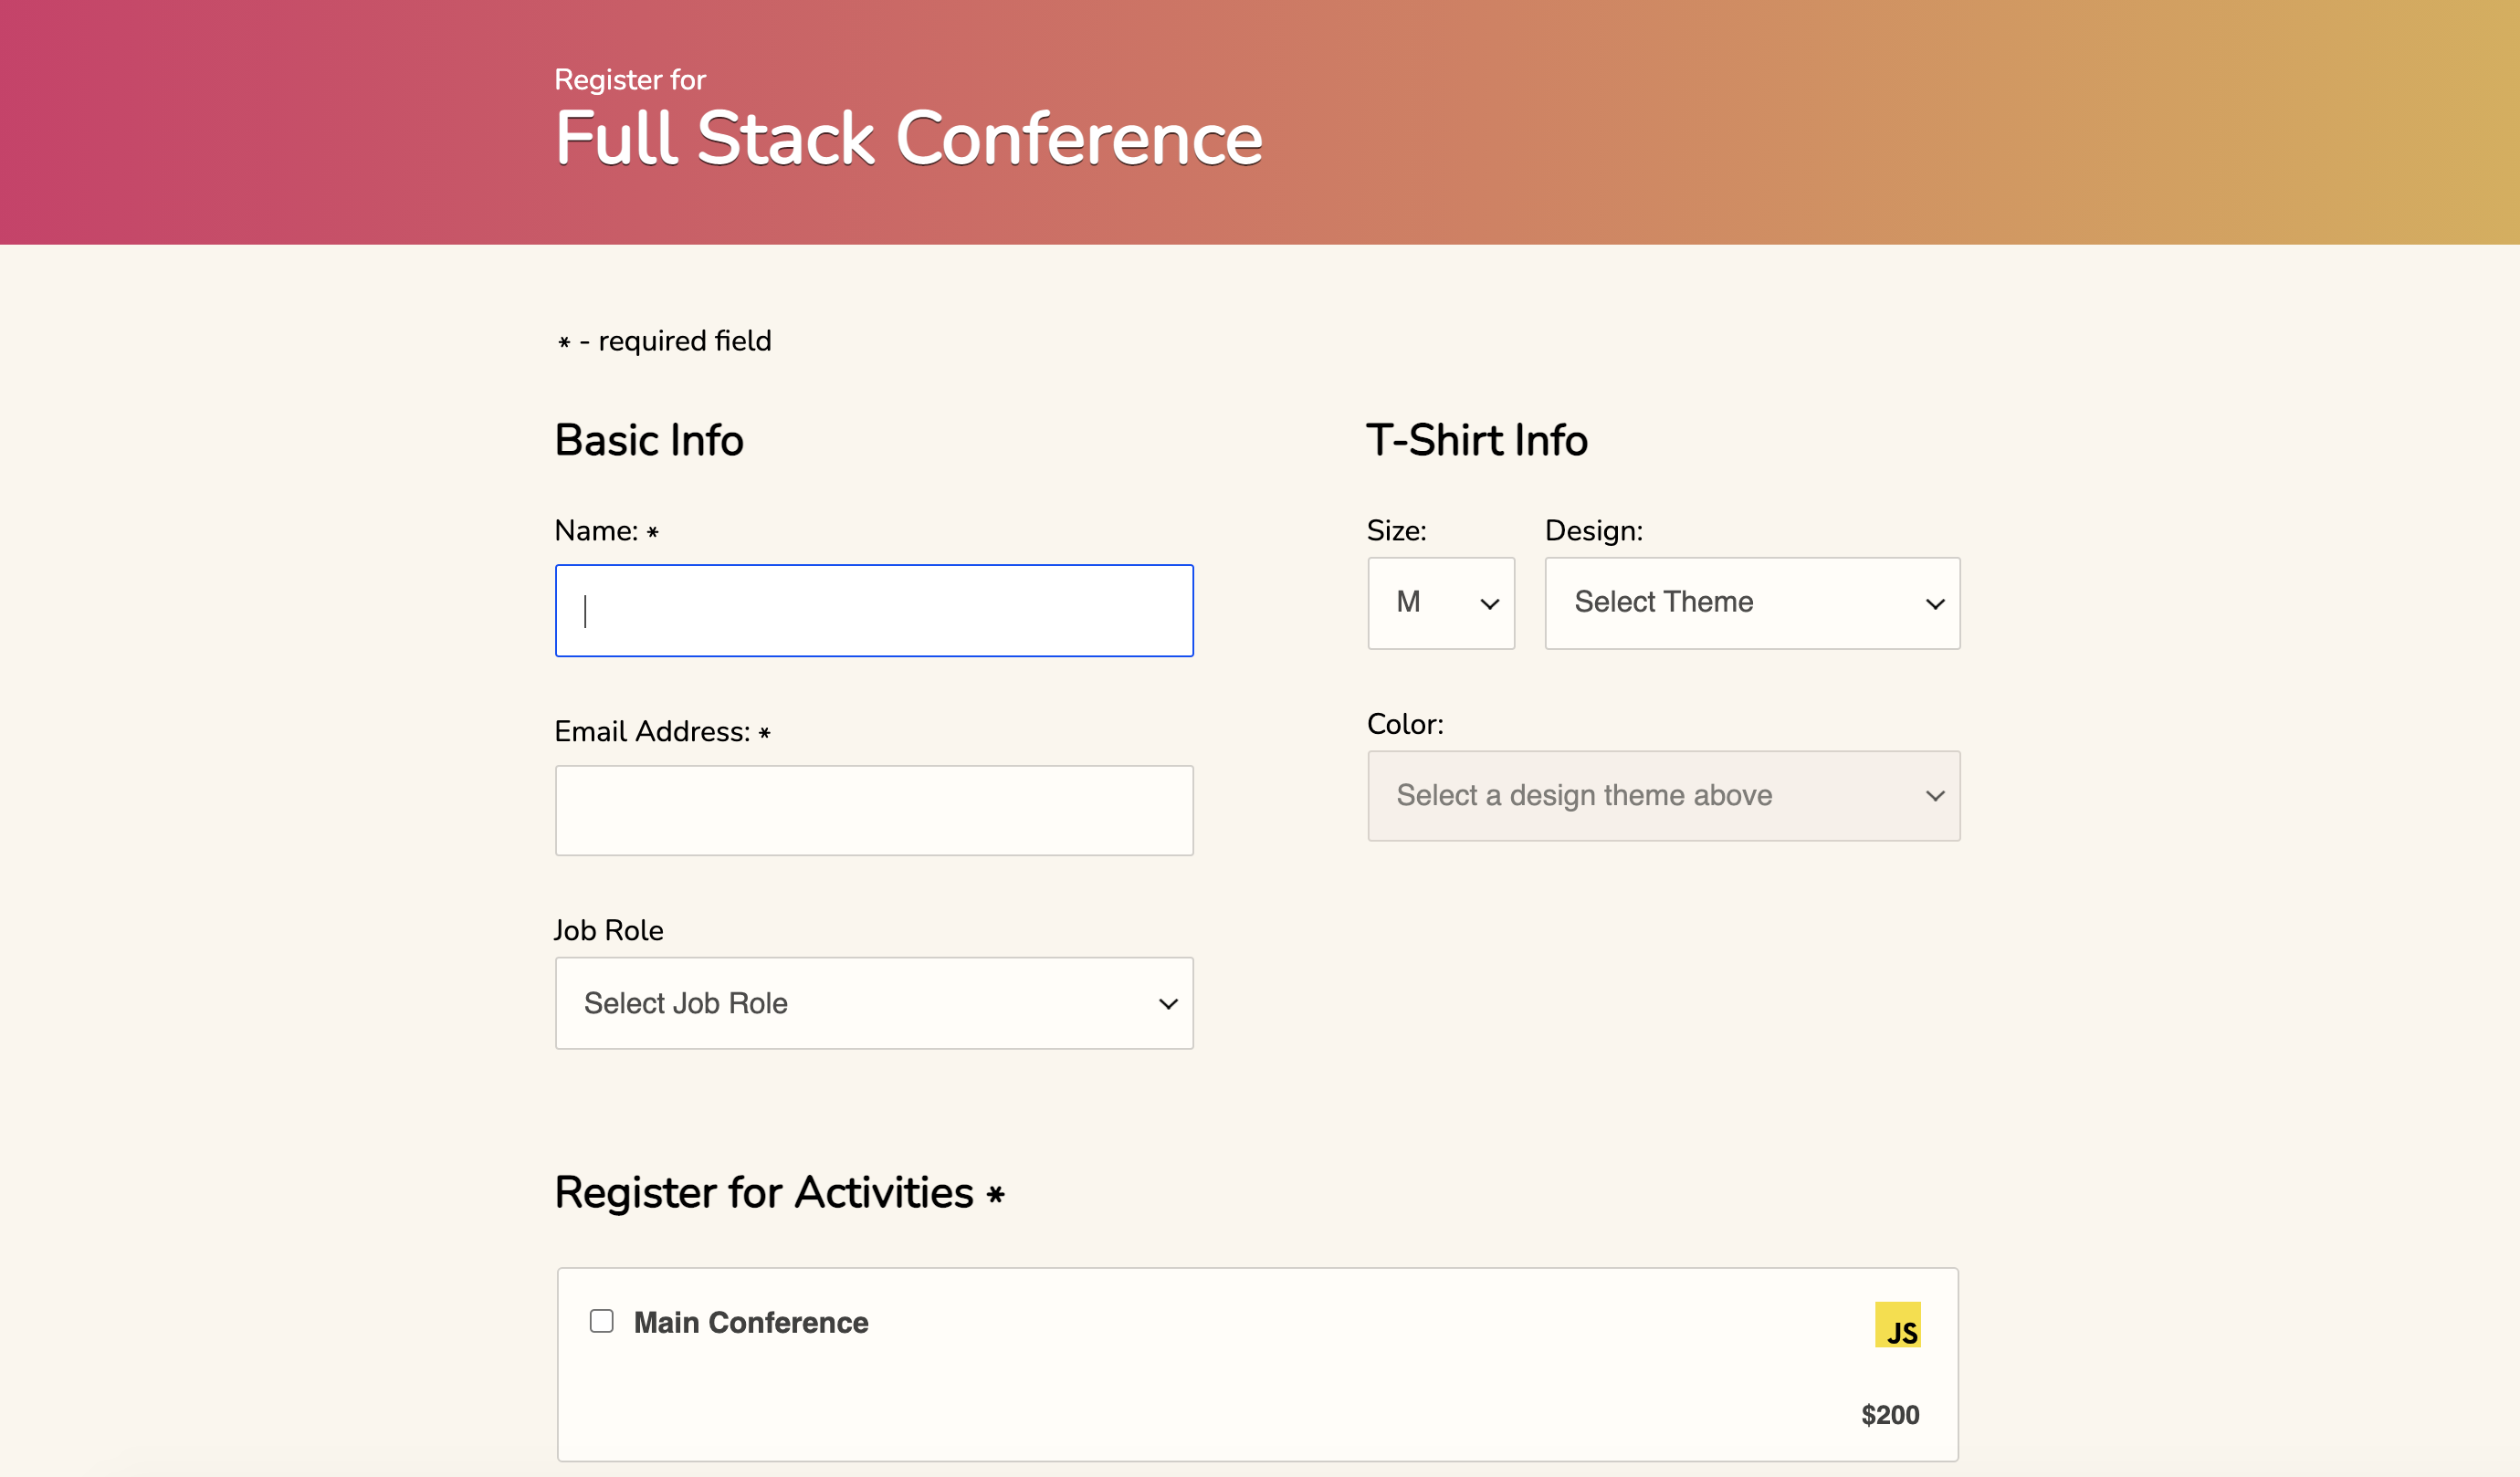 Register for
Full Stack Conference
* - required field
Basic Info
Name: *
Email Address: *
Job Role
Select Job Role
T-Shirt Info
Size:
M
Design:
Select Theme
Color:
Select a design theme above
Register for Activities *
Main Conference
JS
$200